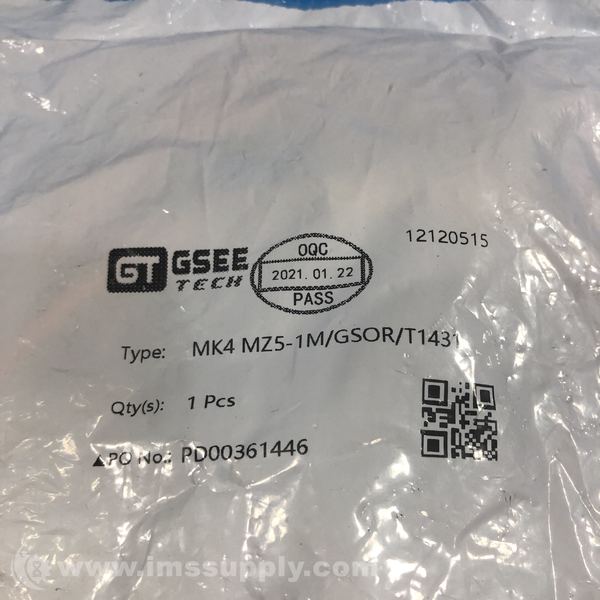 12120515
GT GSEE TECH
OQC
2021.01.22
PASS
Type: MK4 MZ5-1M/GSOR/T1431
Qty(s): 1 Pcs
▲PO No.: PD00361446
www.imssupply.com